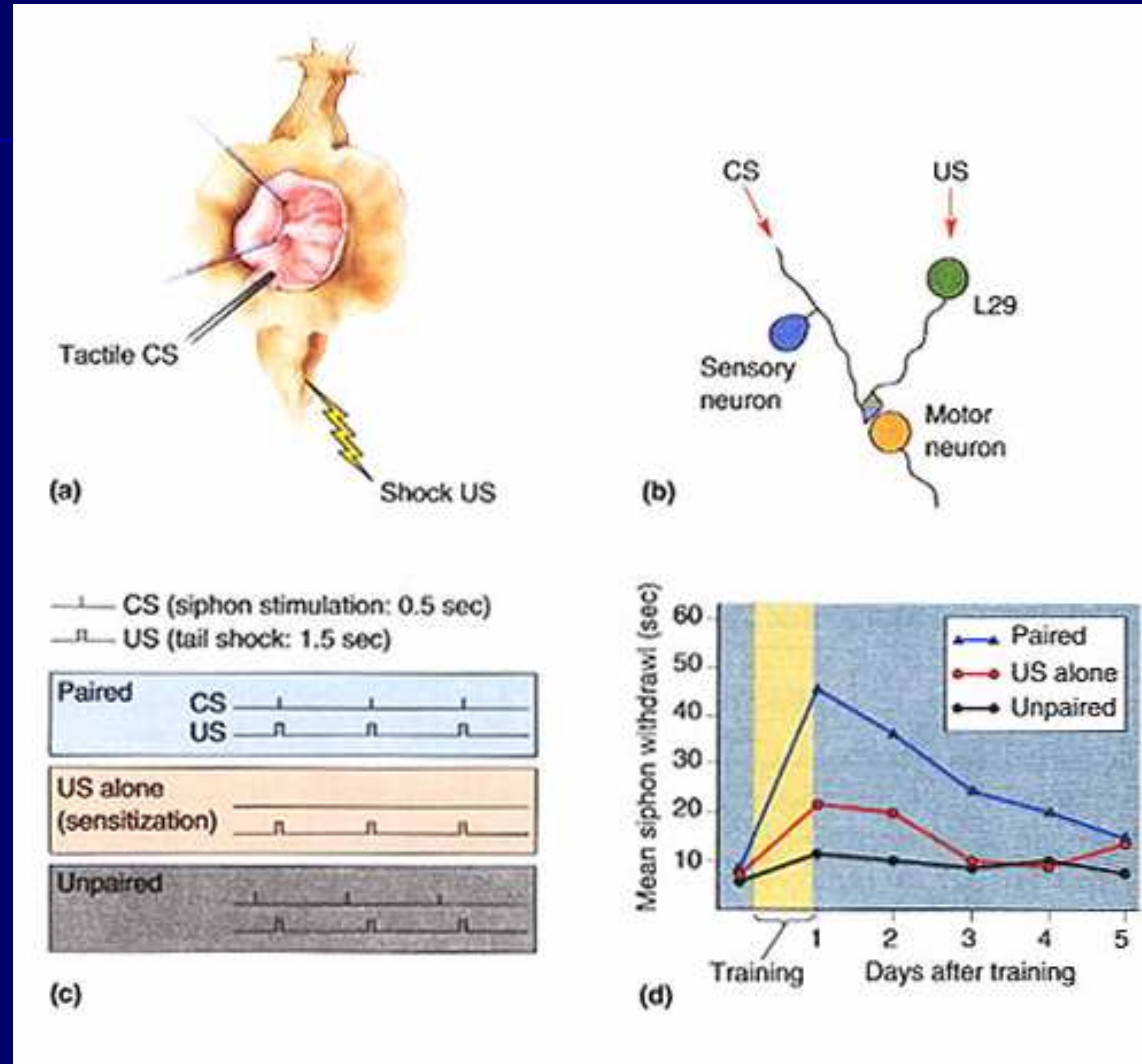 Tactile CS
Shock US
(a)
CS
US
L29
Sensory
neuron
Motor
neuron
(b)
CS (siphon stimulation: 0.5 sec)
US (tail shock: 1.5 sec)
Paired
CS
US
US alone
(sensitization)
Unpaired
(c)
Mean siphon withdrawl (sec)
60
50
40
30
20
10
Paired
US alone
Unpaired
1 2 3 4 5
Training
Days after training
(d)